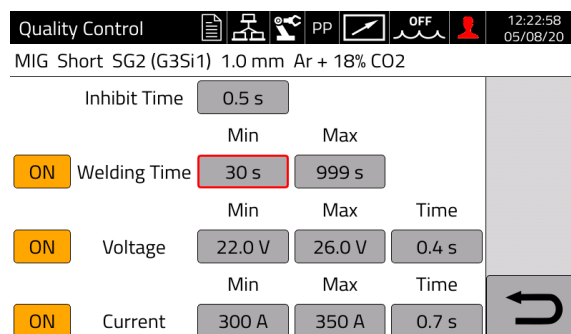 Quality Control PP OFF 12:22:58
05/08/20
MIG Short SG2 (G3Si1) 1.0 mm Ar + 18% CO2
Inhibit Time 0.5 s
Min Max
ON Welding Time 30 s 999 s
Min Max Time
ON Voltage 22.0 V 26.0 V 0.4 s
Min Max Time
ON Current 300 A 350 A 0.7 s